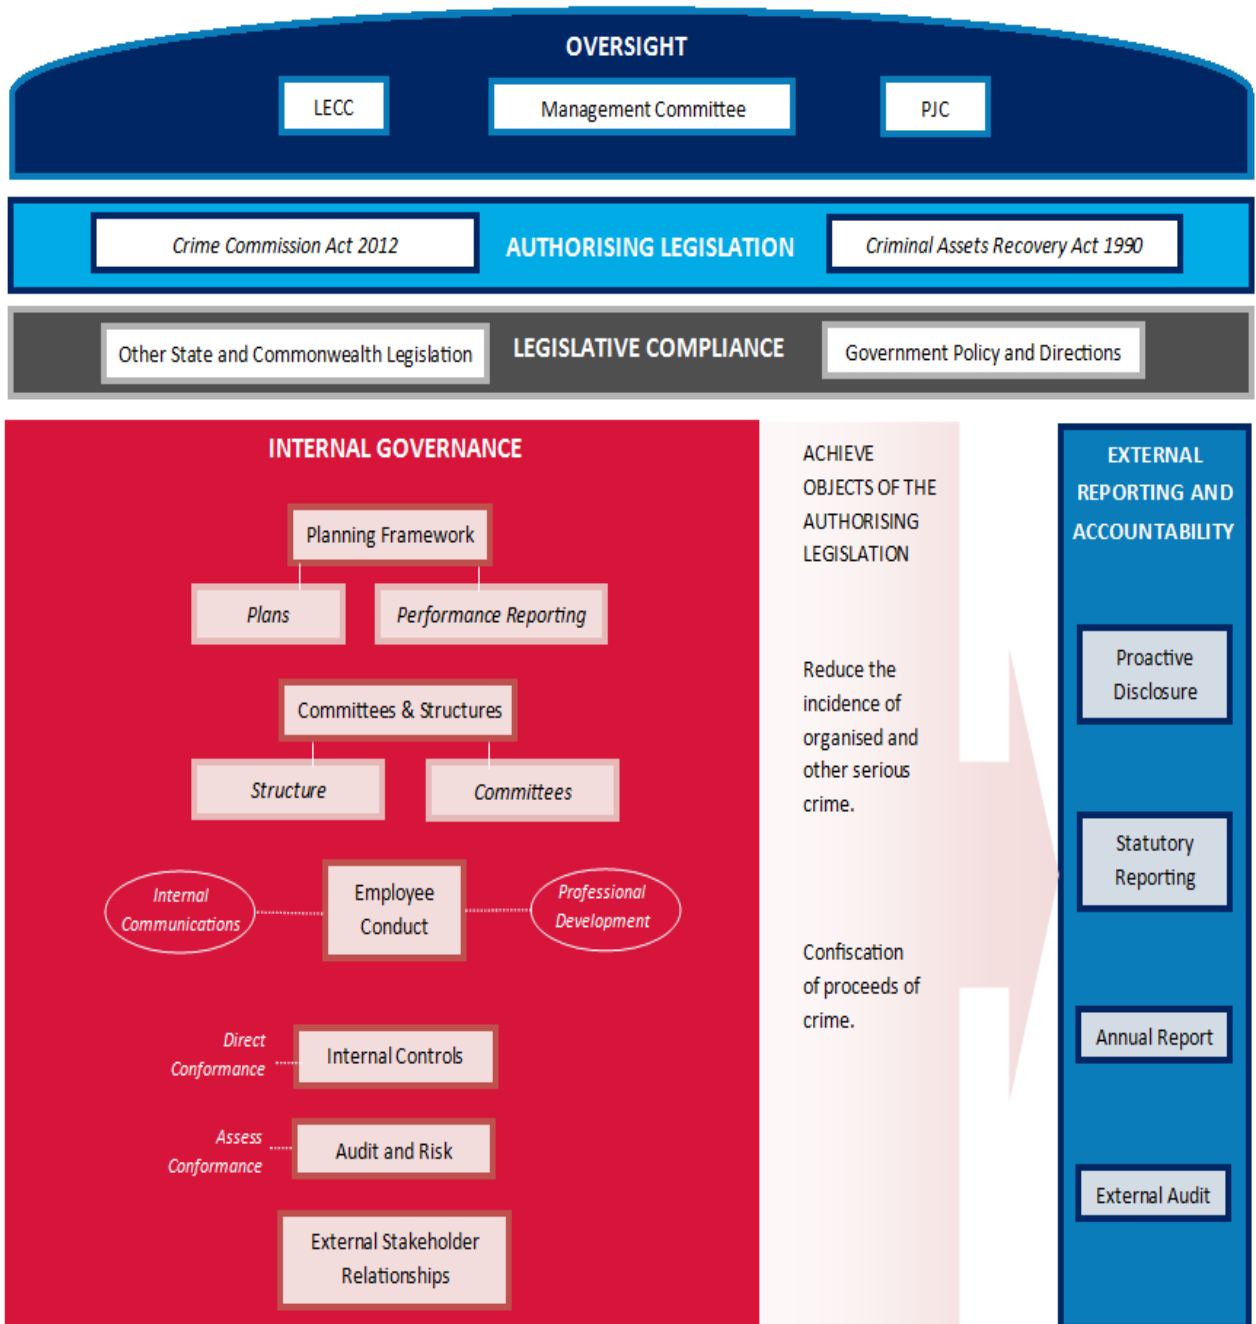 OVERSIGHT
LECC
Management Committee
PJC
Crime Commission Act 2012
AUTHORISING LEGISLATION
Criminal Assets Recovery Act 1990
Other State and Commonwealth Legislation
LEGISLATIVE COMPLIANCE
Government Policy and Directions
INTERNAL GOVERNANCE
Planning Framework
Plans
Performance Reporting
Committees & Structures
Structure
Committees
Internal
Communications
Employee
Conduct
Professional
Development
Direct
Conformance
Internal Controls
Assess
Conformance
Audit and Risk
External Stakeholder
Relationships
ACHIEVE
OBJECTS OF THE
AUTHORISING
LEGISLATION
Reduce the
incidence of
organised and
other serious
crime.
Confiscation
of proceeds of
crime.
EXTERNAL
REPORTING AND
ACCOUNTABILITY
Proactive
Disclosure
Statutory
Reporting
Annual Report
External Audit